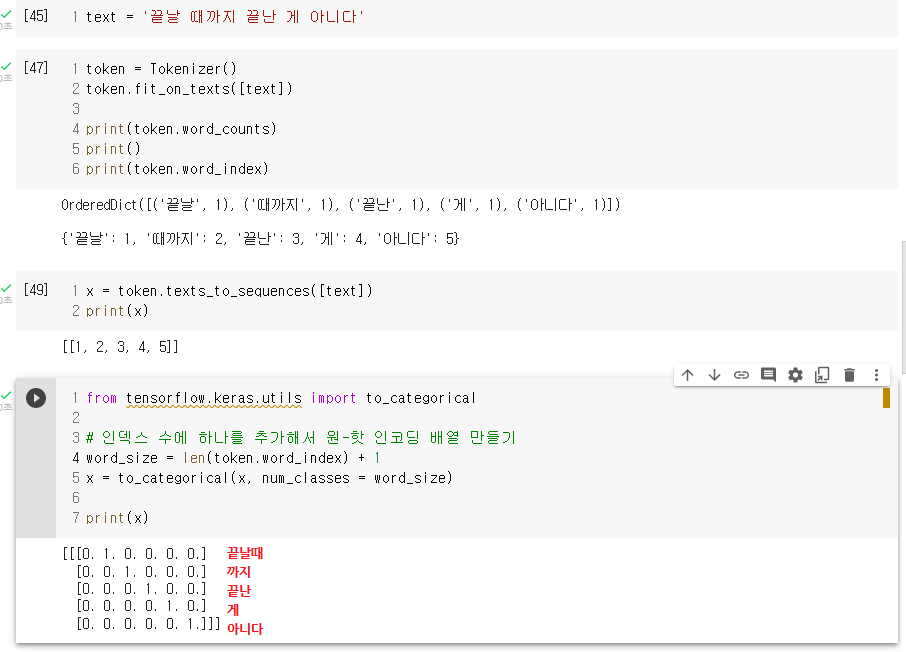 [45] 1 text = '끝날 때까지 끝난 게 아니다'
[47] 1 token = Tokenizer()
2 token.fit_on_texts([text])
3
4 print(token.word_counts)
5 print()
6 print(token.word_index)
OrderedDict([('끝날', 1), ('때까지', 1), ('끝난', 1), ('게', 1), ('아니다', 1)])
{'끝날': 1, '때까지': 2, '끝난': 3, '게': 4, '아니다': 5}
[49] 1 x = token.texts_to_sequences([text])
2 print(x)
[[1, 2, 3, 4, 5]]
1 from tensorflow.keras.utils import to_categorical
2
3 # 인덱스 수에 하나를 추가해서 원-핫 인코딩 배열 만들기
4 word_size = len(token.word_index) + 1
5 x = to_categorical(x, num_classes = word_size)
6
7 print(x)
[[[0. 1. 0. 0. 0. 0.] 끝날때
[0. 0. 1. 0. 0. 0.] 까지
[0. 0. 0. 1. 0. 0.] 끝난
[0. 0. 0. 0. 1. 0.] 게
[0. 0. 0. 0. 0. 1.]]] 아니다